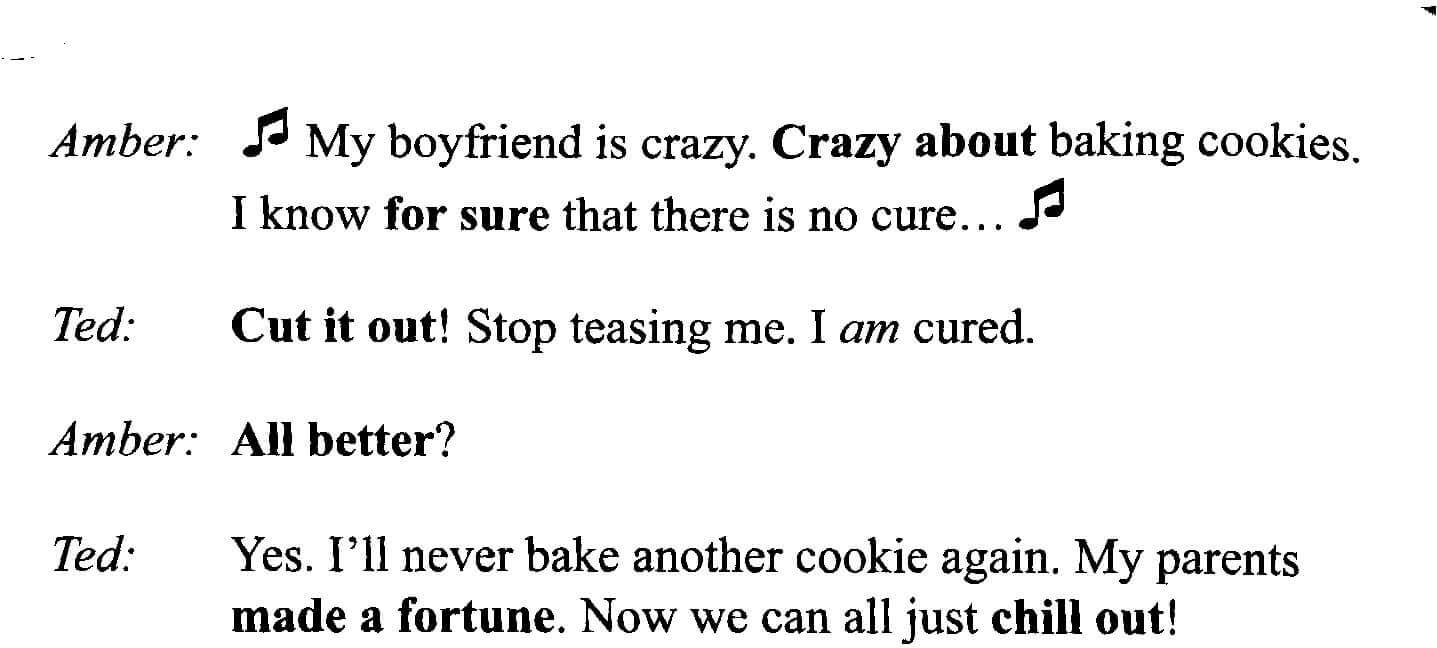 Amber: ♫ My boyfriend is crazy. Crazy about baking cookies.
I know for sure that there is no cure... ♫
Ted: Cut it out! Stop teasing me. I am cured.
Amber: All better?
Ted: Yes. I’ll never bake another cookie again. My parents
made a fortune. Now we can all just chill out!